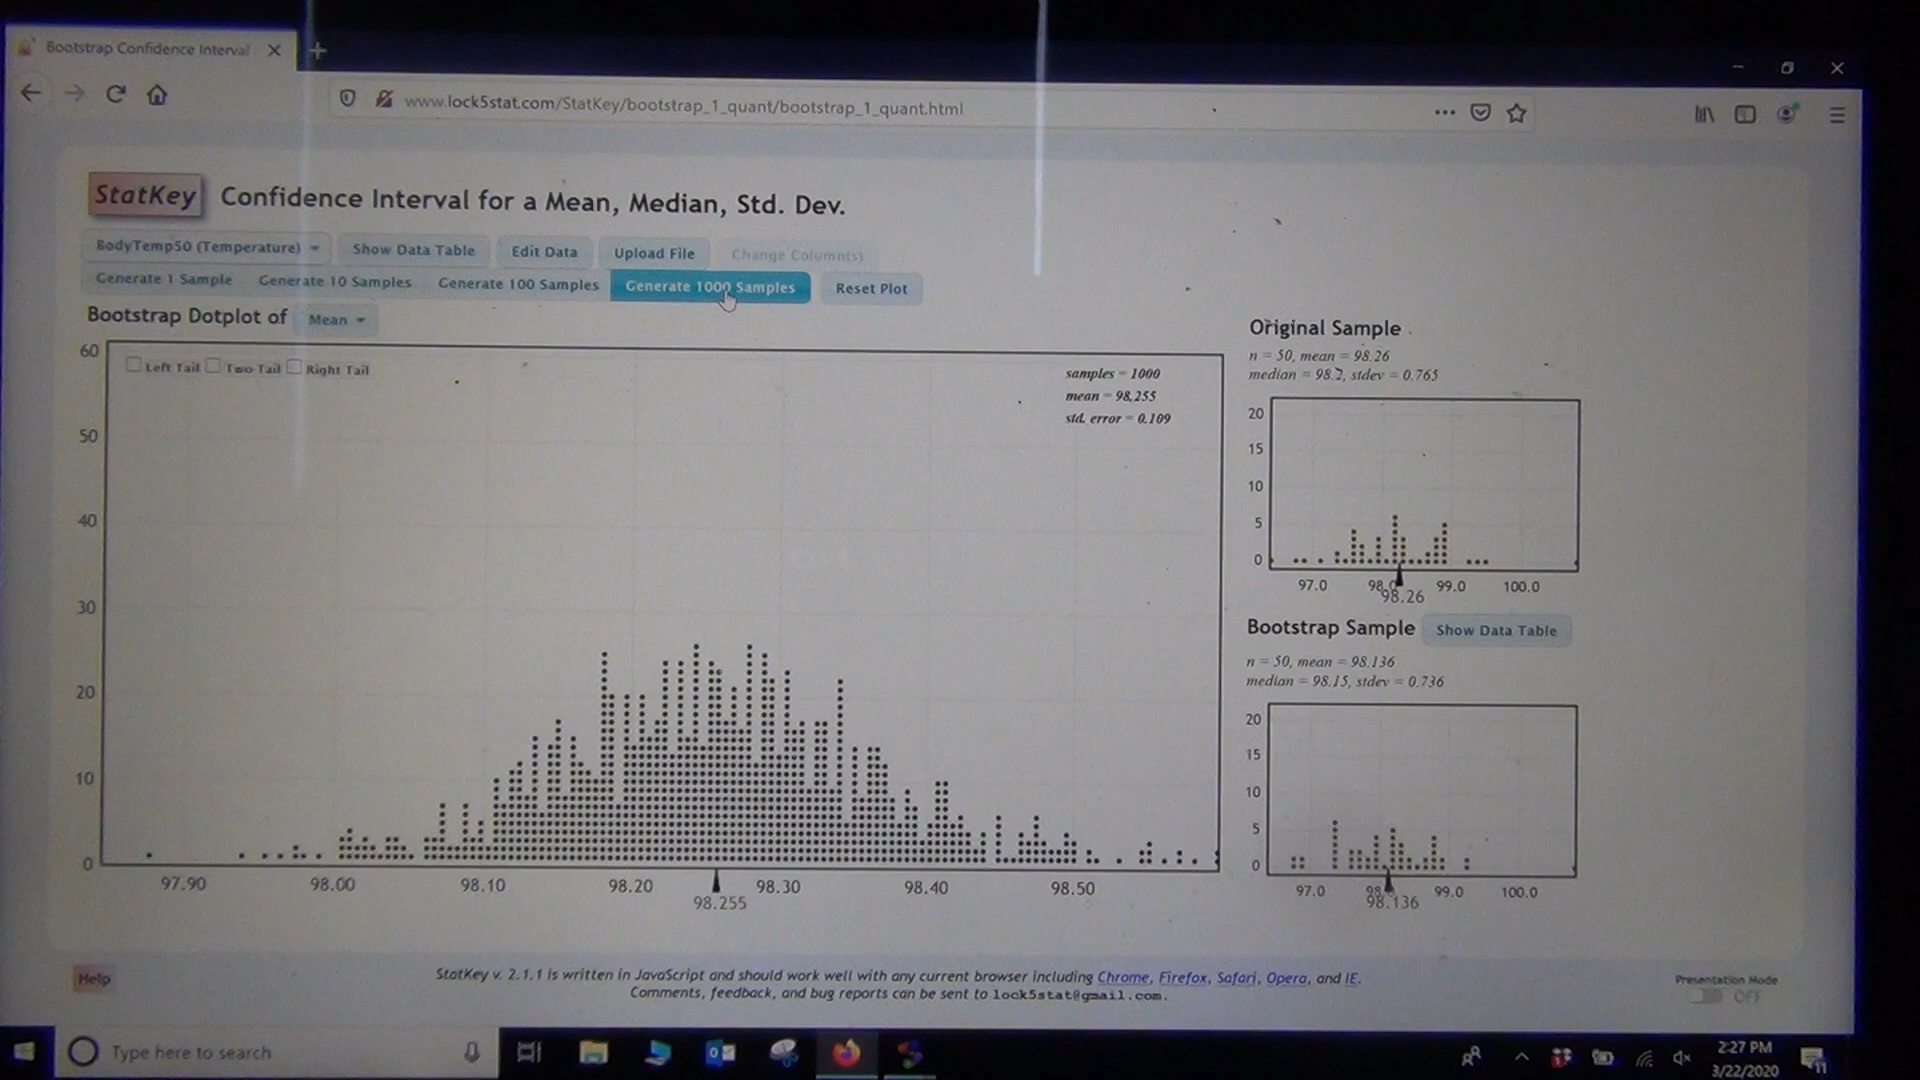 Bootstrap Confidence Interval
www.lock5stat.com/StatKey/bootstrap_1_quant/bootstrap_1_quant.html
StatKey Confidence Interval for a Mean, Median, Std. Dev.
BodyTemp50 (Temperature) Show Data Table Edit Data Upload File Change Column(s)
Generate 1 Sample Generate 10 Samples Generate 100 Samples Generate 1000 Samples Reset Plot
Bootstrap Dotplot of Mean
Left Tail Two Tail Right Tail
samples = 1000
mean = 98.255
std. error = 0.109
60
50
40
30
20
10
0
97.90 98.00 98.10 98.20 98.30 98.40 98.50
98.255
Original Sample
n = 50, mean = 98.26
median = 98.2, stdev = 0.765
20
15
10
5
0
97.0 98.0 99.0 100.0
98.26
Bootstrap Sample Show Data Table
n = 50, mean = 98.136
median = 98.15, stdev = 0.736
20
15
10
5
0
97.0 98.0 99.0 100.0
98.136
Help
StatKey v. 2.1.1 is written in JavaScript and should work well with any current browser including Chrome, Firefox, Safari, Opera, and IE.
Comments, feedback, and bug reports can be sent to lock5stat@gmail.com.
Presentation Mode
OFF
Type here to search
2:27 PM
3/22/2020
11